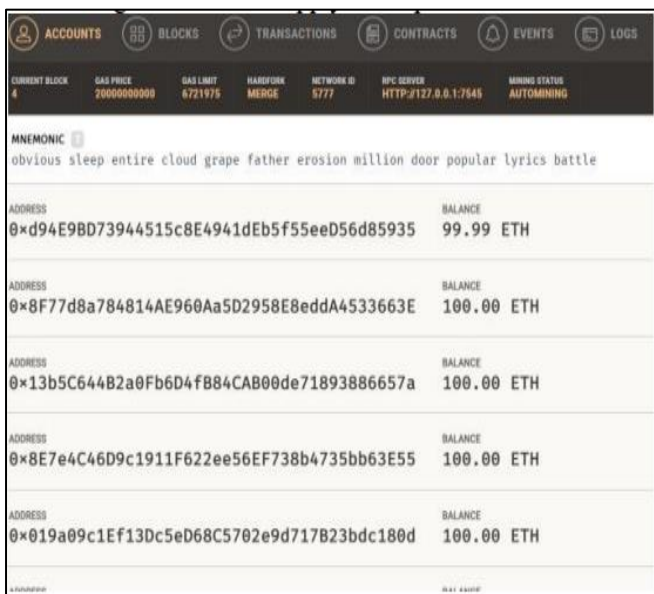 ACCOUNTS BLOCKS TRANSACTIONS CONTRACTS EVENTS LOGS
CURRENT BLOCK GAS PRICE GAS LIMIT HARDFORK NETWORK ID RPC SERVER MINING STATUS
4 20000000000 6721975 MERGE 5777 HTTP://127.0.0.1:7545 AUTOMINING
MNEMONIC
obvious sleep entire cloud grape father erosion million door popular lyrics battle
ADDRESS BALANCE
0×d94E9BD73944515c8E4941dEb5f55eeD56d85935 99.99 ETH
ADDRESS BALANCE
0×8F77d8a784814AE960Aa5D2958E8eddA4533663E 100.00 ETH
ADDRESS BALANCE
0×13b5C644B2a0Fb6D4fB84CAB00de71893886657a 100.00 ETH
ADDRESS BALANCE
0×8E7e4C46D9c1911F622ee56EF738b4735bb63E55 100.00 ETH
ADDRESS BALANCE
0×019a09c1Ef13Dc5eD68C5702e9d717B23bdc180d 100.00 ETH
ADDRESS BALANCE